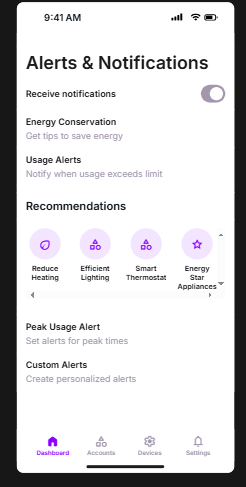 9:41 AM
Alerts & Notifications
Receive notifications
Energy Conservation
Get tips to save energy
Usage Alerts
Notify when usage exceeds limit
Recommendations
Reduce
Heating
Efficient
Lighting
Smart
Thermostat
Energy
Star
Appliances
Peak Usage Alert
Set alerts for peak times
Custom Alerts
Create personalized alerts
Dashboard
Accounts
Devices
Settings